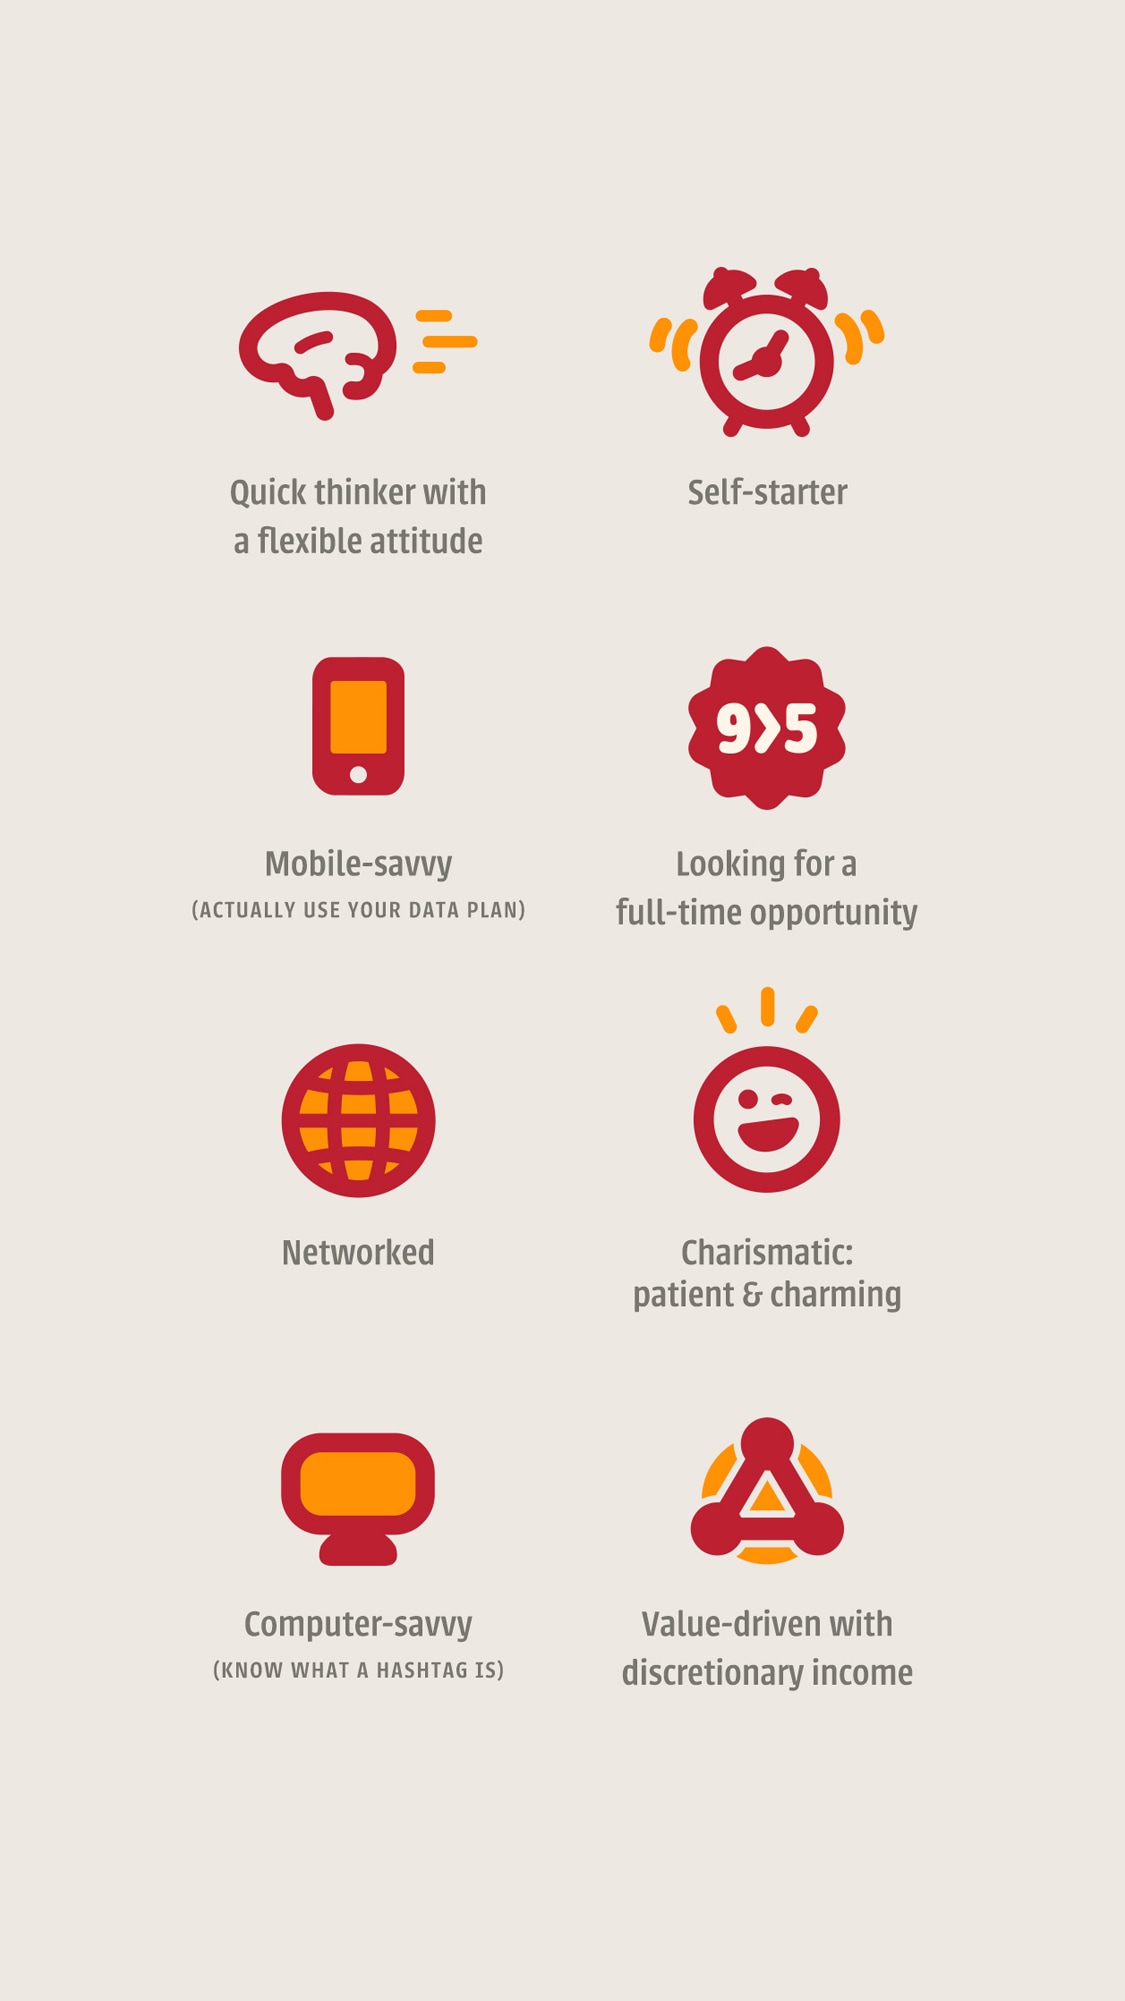 Quick thinker with
a flexible attitude
Self-starter
Mobile-savvy
(ACTUALLY USE YOUR DATA PLAN)
9>5
Looking for a
full-time opportunity
Networked
Charismatic:
patient & charming
Computer-savvy
(KNOW WHAT A HASHTAG IS)
Value-driven with
discretionary income